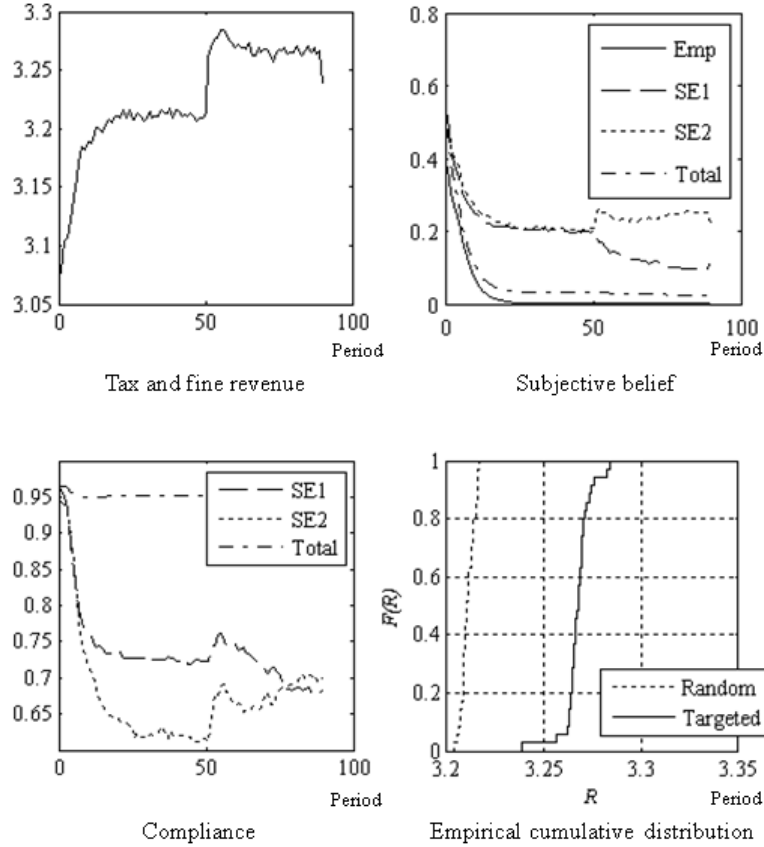 3.3
3.25
3.2
3.15
3.1
3.05
0
50
100
Period
Tax and fine revenue
0.8
0.6
0.4
0.2
0
0
50
100
Period
Emp
SE1
SE2
Total
Subjective belief
0.95
0.9
0.85
0.8
0.75
0.7
0.65
0
50
100
Period
SE1
SE2
Total
Compliance
1
0.8
0.6
0.4
0.2
0
F(R)
3.2
3.25
3.3
3.35
R
Period
Random
Targeted
Empirical cumulative distribution